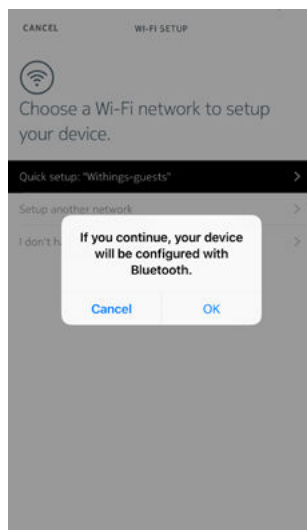 CANCEL WI-FI SETUP
Choose a Wi-Fi network to setup
your device.
Quick setup: "Withings-guests"
Setup another network
I don't h
If you continue, your device
will be configured with
Bluetooth.
Cancel OK